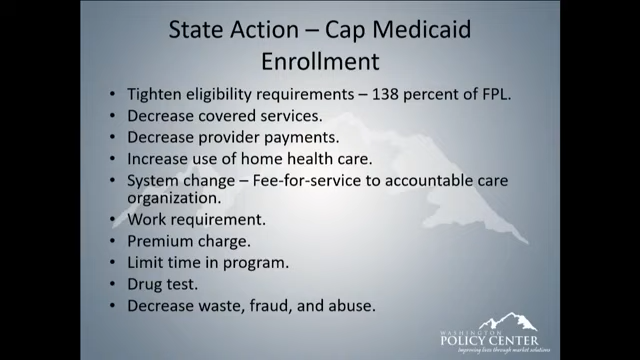 State Action – Cap Medicaid
Enrollment
• Tighten eligibility requirements – 138 percent of FPL.
• Decrease covered services.
• Decrease provider payments.
• Increase use of home health care.
• System change – Fee-for-service to accountable care
organization.
• Work requirement.
• Premium charge.
• Limit time in program.
• Drug test.
• Decrease waste, fraud, and abuse.
WASHINGTON
POLICY CENTER
Improving lives through market solutions